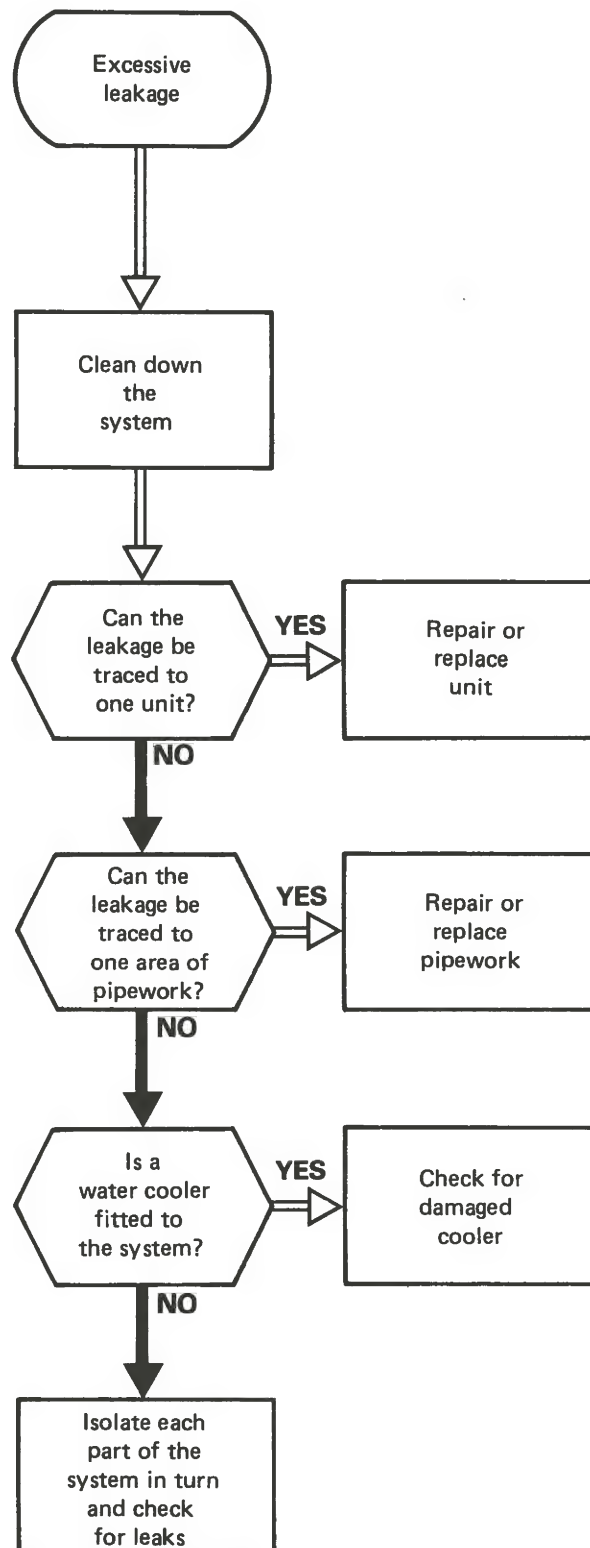 Excessive
leakage
Clean down
the
system
Can the
leakage be
traced to
one unit?
YES
Repair or
replace
unit
NO
Can the
leakage be
traced to
one area of
pipework?
YES
Repair or
replace
pipework
NO
Is a
water cooler
fitted to
the system?
YES
Check for
damaged
cooler
NO
Isolate each
part of the
system in turn
and check
for leaks